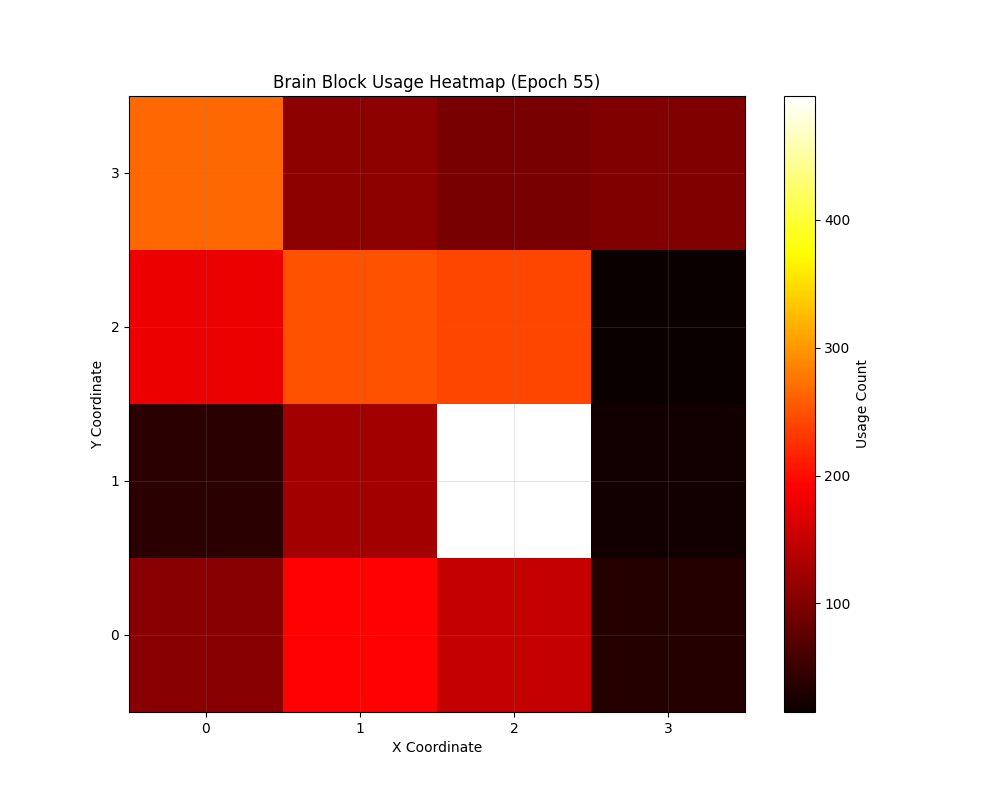 Brain Block Usage Heatmap (Epoch 55)
3
2
1
0
Y Coordinate
0 1 2 3
X Coordinate
400
300
200
100
Usage Count